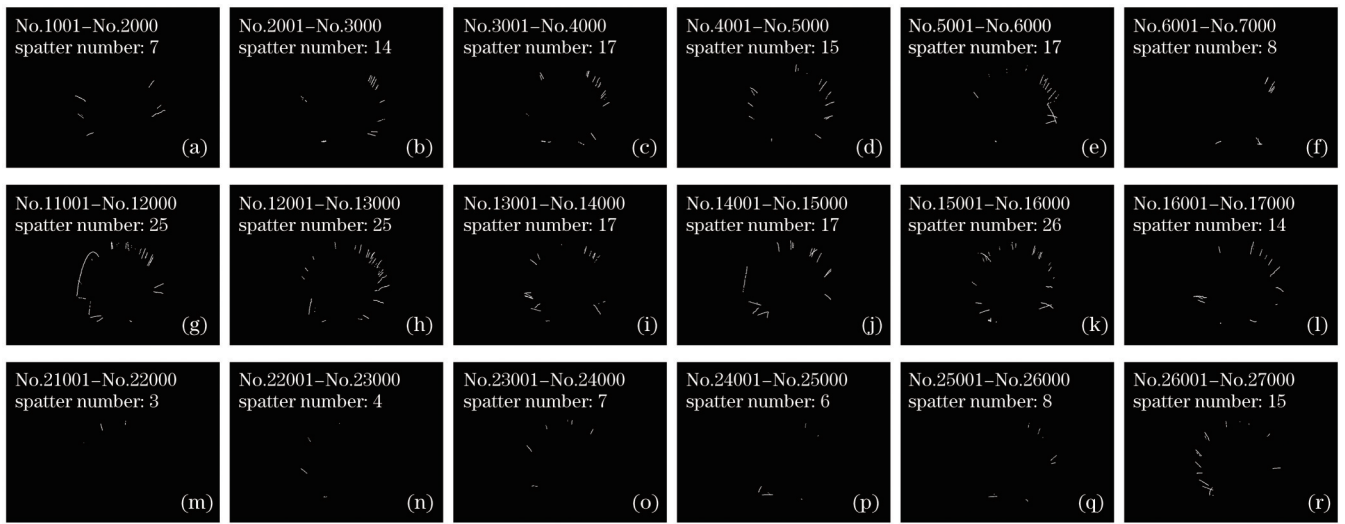 No.1001−No.2000
spatter number: 7
(a)
No.2001−No.3000
spatter number: 14
(b)
No.3001−No.4000
spatter number: 17
(c)
No.4001−No.5000
spatter number: 15
(d)
No.5001−No.6000
spatter number: 17
(e)
No.6001−No.7000
spatter number: 8
(f)
No.11001−No.12000
spatter number: 25
(g)
No.12001−No.13000
spatter number: 25
(h)
No.13001−No.14000
spatter number: 17
(i)
No.14001−No.15000
spatter number: 17
(j)
No.15001−No.16000
spatter number: 26
(k)
No.16001−No.17000
spatter number: 14
(l)
No.21001−No.22000
spatter number: 3
(m)
No.22001−No.23000
spatter number: 4
(n)
No.23001−No.24000
spatter number: 7
(o)
No.24001−No.25000
spatter number: 6
(p)
No.25001−No.26000
spatter number: 8
(q)
No.26001−No.27000
spatter number: 15
(r)